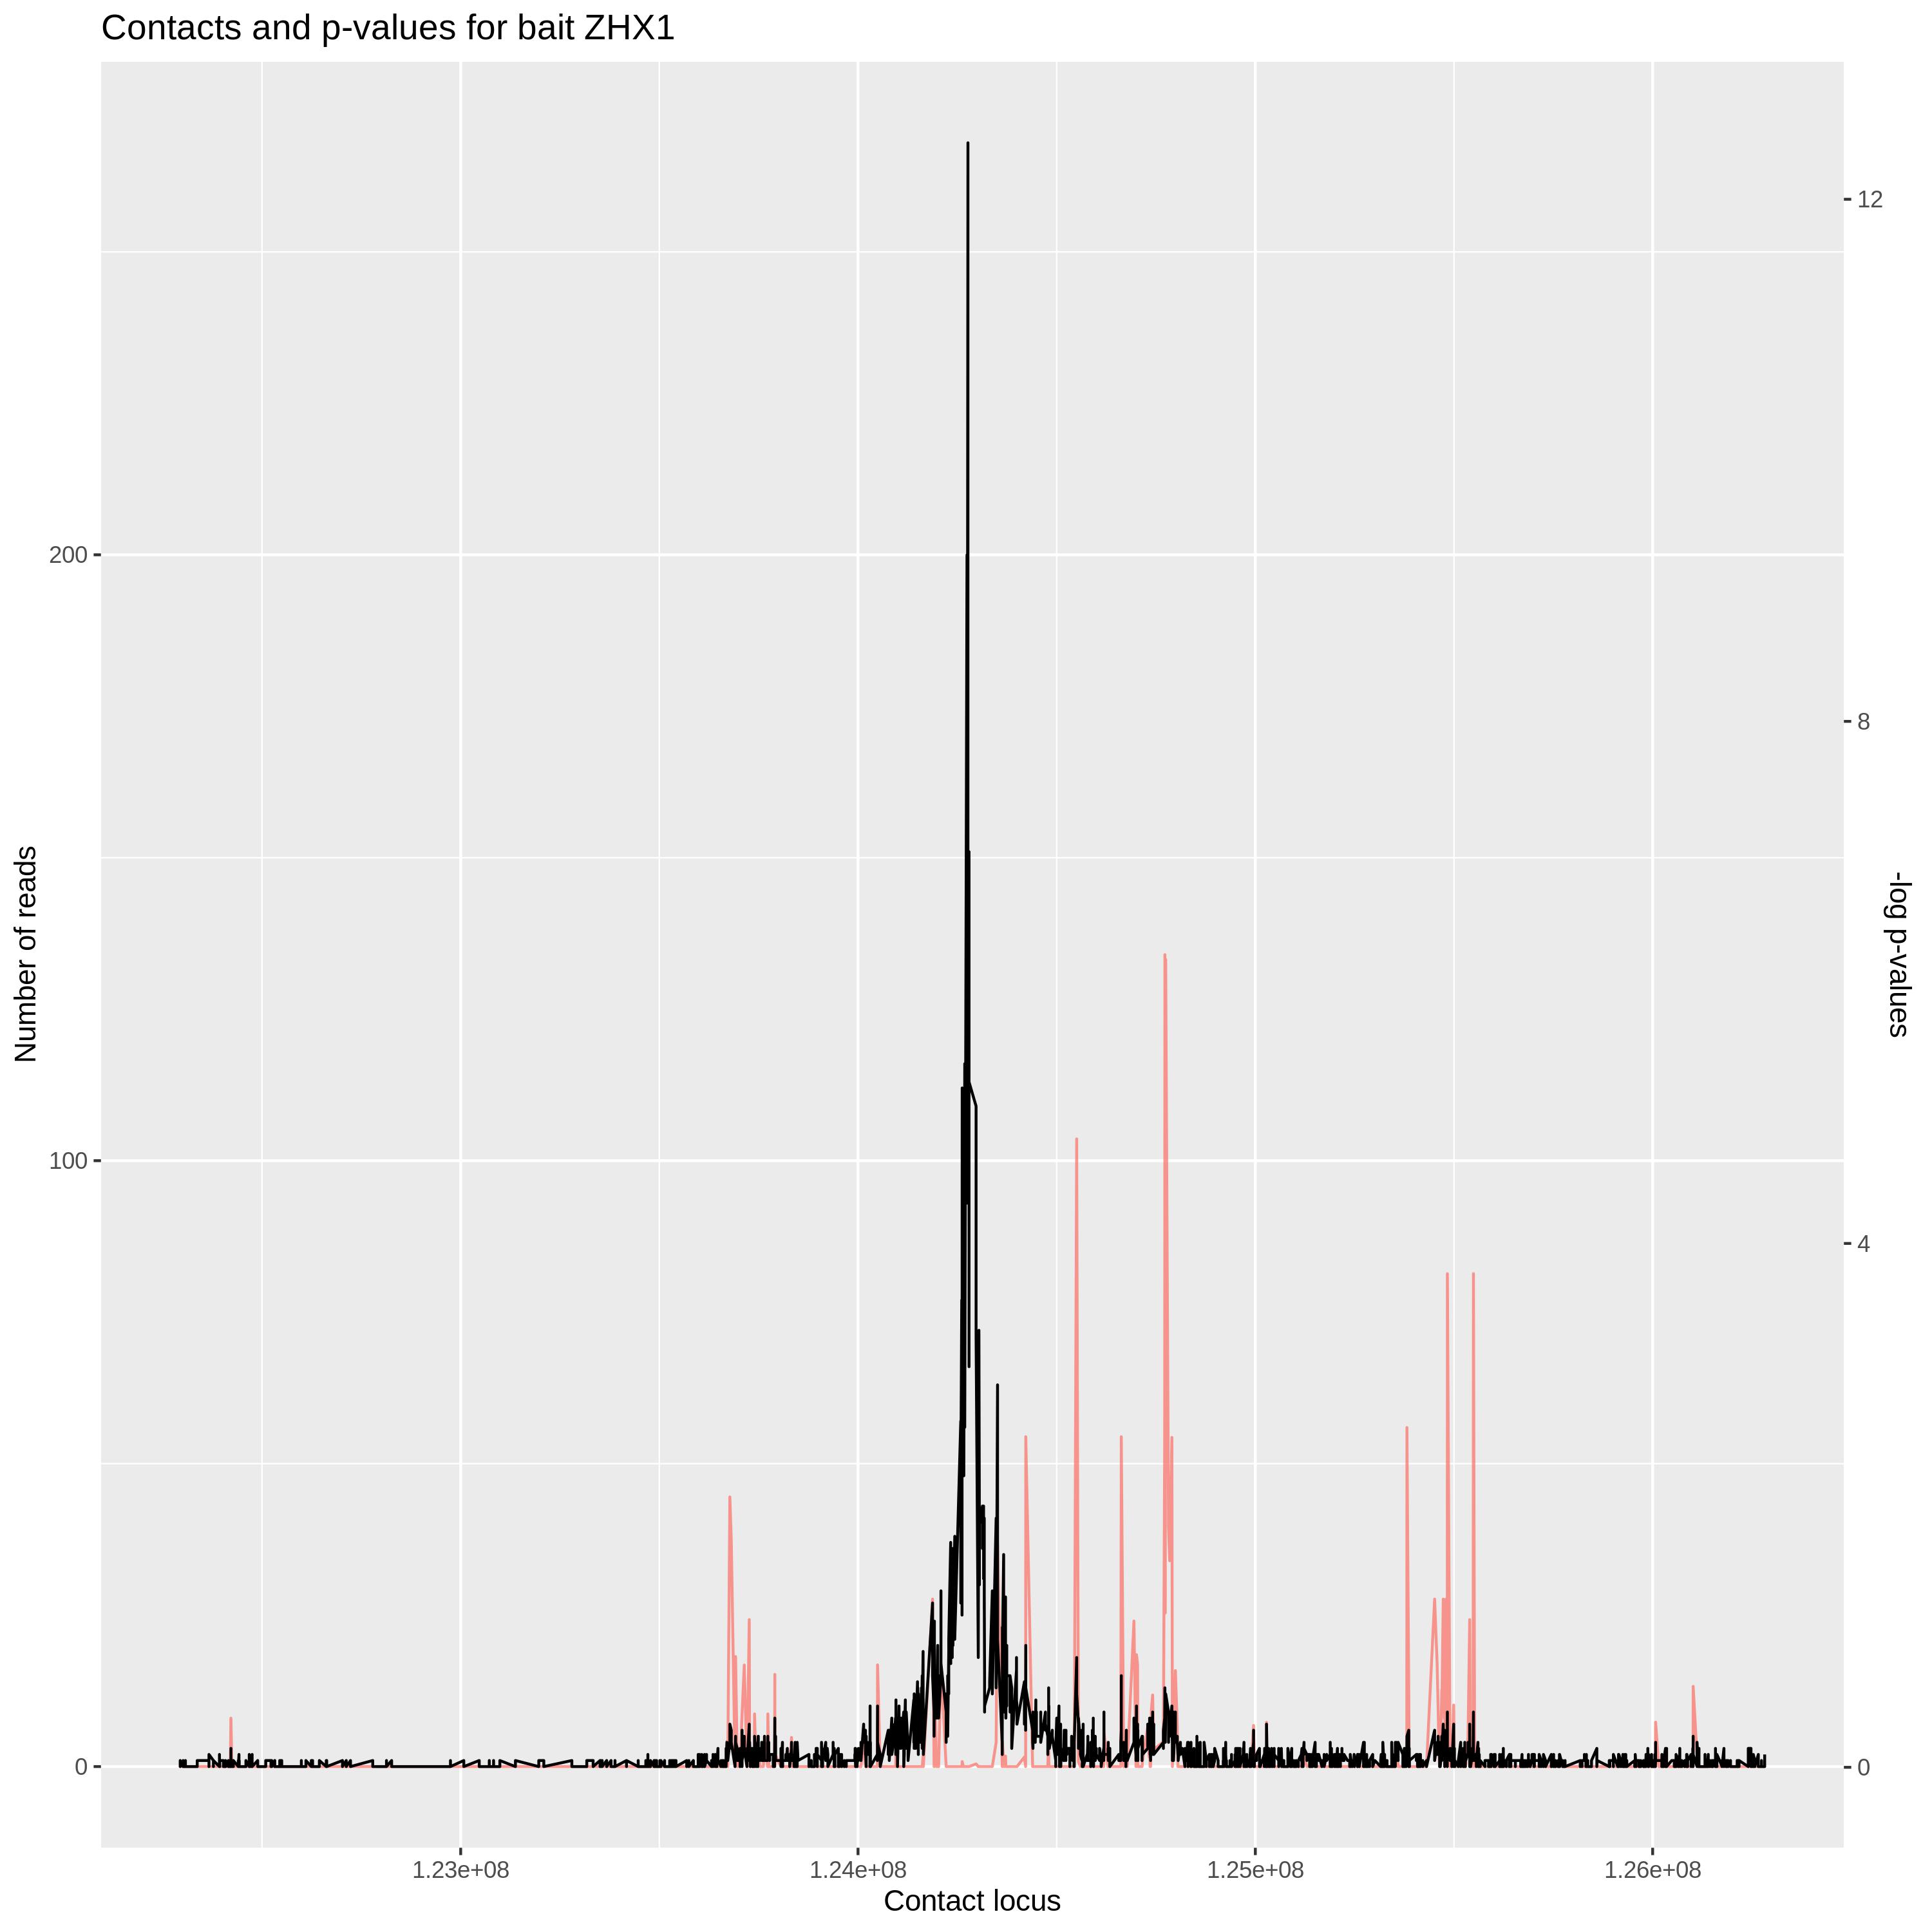 Contacts and p-values for bait ZHX1
12
200
8
Number of reads
-log p-values
100
4
0
0
1.23e+08
1.24e+08
1.25e+08
1.26e+08
Contact locus